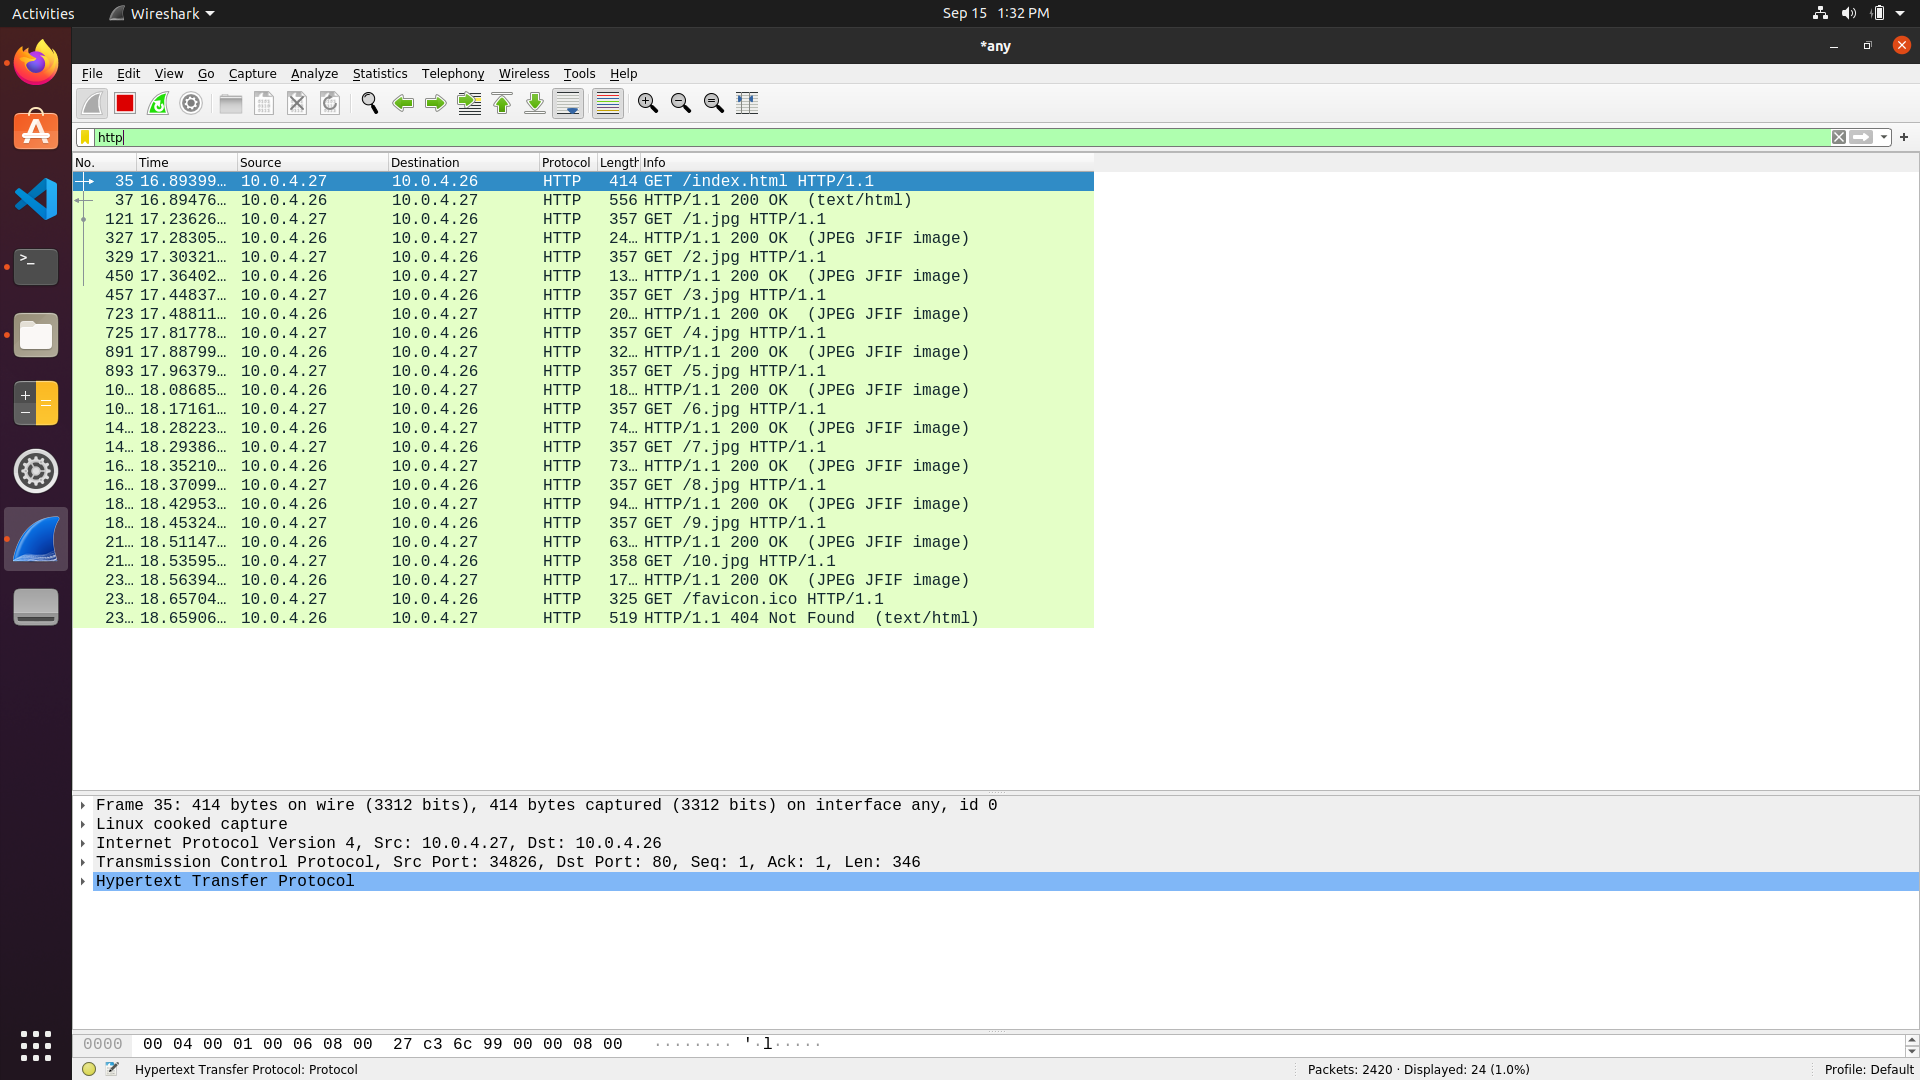 Activities Wireshark Sep 15 1:32 PM
*any
File Edit View Go Capture Analyze Statistics Telephony Wireless Tools Help
http
No. Time Source Destination Protocol Length Info
35 16.89399… 10.0.4.27 10.0.4.26 HTTP 414 GET /index.html HTTP/1.1
37 16.89476… 10.0.4.26 10.0.4.27 HTTP 556 HTTP/1.1 200 OK (text/html)
121 17.23626… 10.0.4.27 10.0.4.26 HTTP 357 GET /1.jpg HTTP/1.1
327 17.28305… 10.0.4.26 10.0.4.27 HTTP 24… HTTP/1.1 200 OK (JPEG JFIF image)
329 17.30321… 10.0.4.27 10.0.4.26 HTTP 357 GET /2.jpg HTTP/1.1
450 17.36402… 10.0.4.26 10.0.4.27 HTTP 13… HTTP/1.1 200 OK (JPEG JFIF image)
457 17.44837… 10.0.4.27 10.0.4.26 HTTP 357 GET /3.jpg HTTP/1.1
723 17.48811… 10.0.4.26 10.0.4.27 HTTP 20… HTTP/1.1 200 OK (JPEG JFIF image)
725 17.81778… 10.0.4.27 10.0.4.26 HTTP 357 GET /4.jpg HTTP/1.1
891 17.88799… 10.0.4.26 10.0.4.27 HTTP 32… HTTP/1.1 200 OK (JPEG JFIF image)
893 17.96379… 10.0.4.27 10.0.4.26 HTTP 357 GET /5.jpg HTTP/1.1
10… 18.08685… 10.0.4.26 10.0.4.27 HTTP 18… HTTP/1.1 200 OK (JPEG JFIF image)
10… 18.17161… 10.0.4.27 10.0.4.26 HTTP 357 GET /6.jpg HTTP/1.1
14… 18.28223… 10.0.4.26 10.0.4.27 HTTP 74… HTTP/1.1 200 OK (JPEG JFIF image)
14… 18.29386… 10.0.4.27 10.0.4.26 HTTP 357 GET /7.jpg HTTP/1.1
16… 18.35210… 10.0.4.26 10.0.4.27 HTTP 73… HTTP/1.1 200 OK (JPEG JFIF image)
16… 18.37099… 10.0.4.27 10.0.4.26 HTTP 357 GET /8.jpg HTTP/1.1
18… 18.42953… 10.0.4.26 10.0.4.27 HTTP 94… HTTP/1.1 200 OK (JPEG JFIF image)
18… 18.45324… 10.0.4.27 10.0.4.26 HTTP 357 GET /9.jpg HTTP/1.1
21… 18.51147… 10.0.4.26 10.0.4.27 HTTP 63… HTTP/1.1 200 OK (JPEG JFIF image)
21… 18.53595… 10.0.4.27 10.0.4.26 HTTP 358 GET /10.jpg HTTP/1.1
23… 18.56394… 10.0.4.26 10.0.4.27 HTTP 17… HTTP/1.1 200 OK (JPEG JFIF image)
23… 18.65704… 10.0.4.27 10.0.4.26 HTTP 325 GET /favicon.ico HTTP/1.1
23… 18.65906… 10.0.4.26 10.0.4.27 HTTP 519 HTTP/1.1 404 Not Found (text/html)
Frame 35: 414 bytes on wire (3312 bits), 414 bytes captured (3312 bits) on interface any, id 0
Linux cooked capture
Internet Protocol Version 4, Src: 10.0.4.27, Dst: 10.0.4.26
Transmission Control Protocol, Src Port: 34826, Dst Port: 80, Seq: 1, Ack: 1, Len: 346
Hypertext Transfer Protocol
0000 00 04 00 01 00 06 08 00 27 c3 6c 99 00 00 08 00 ········ '·l·····
Hypertext Transfer Protocol: Protocol Packets: 2420 · Displayed: 24 (1.0%) Profile: Default